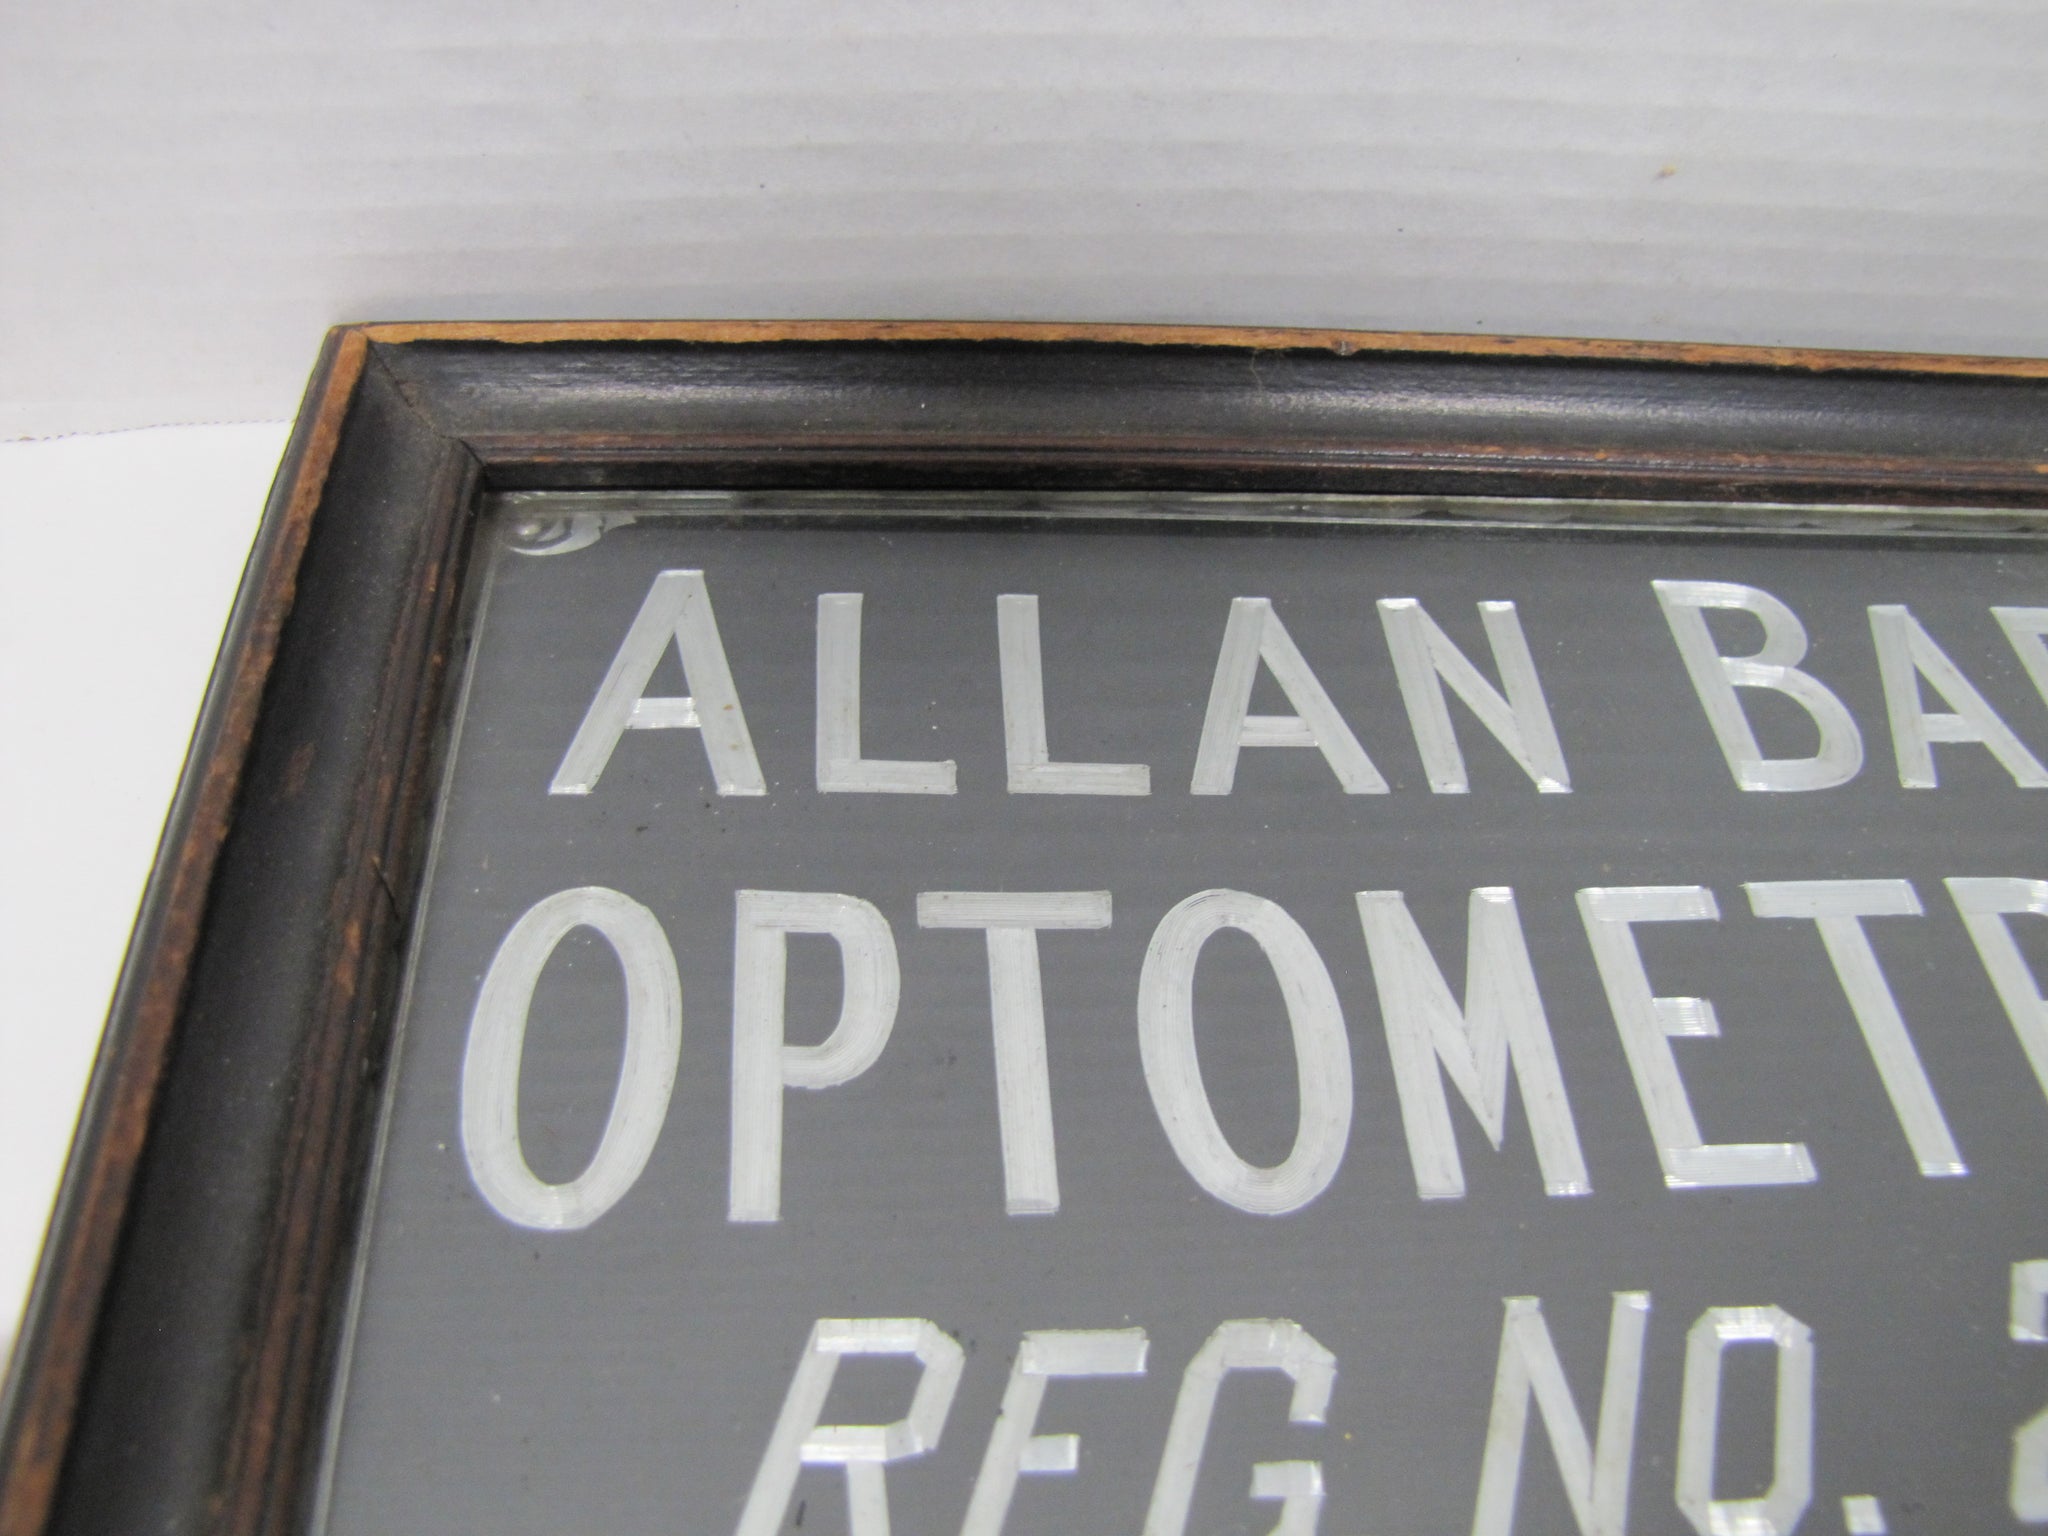 ALLAN
OPTOMET
REG NO.